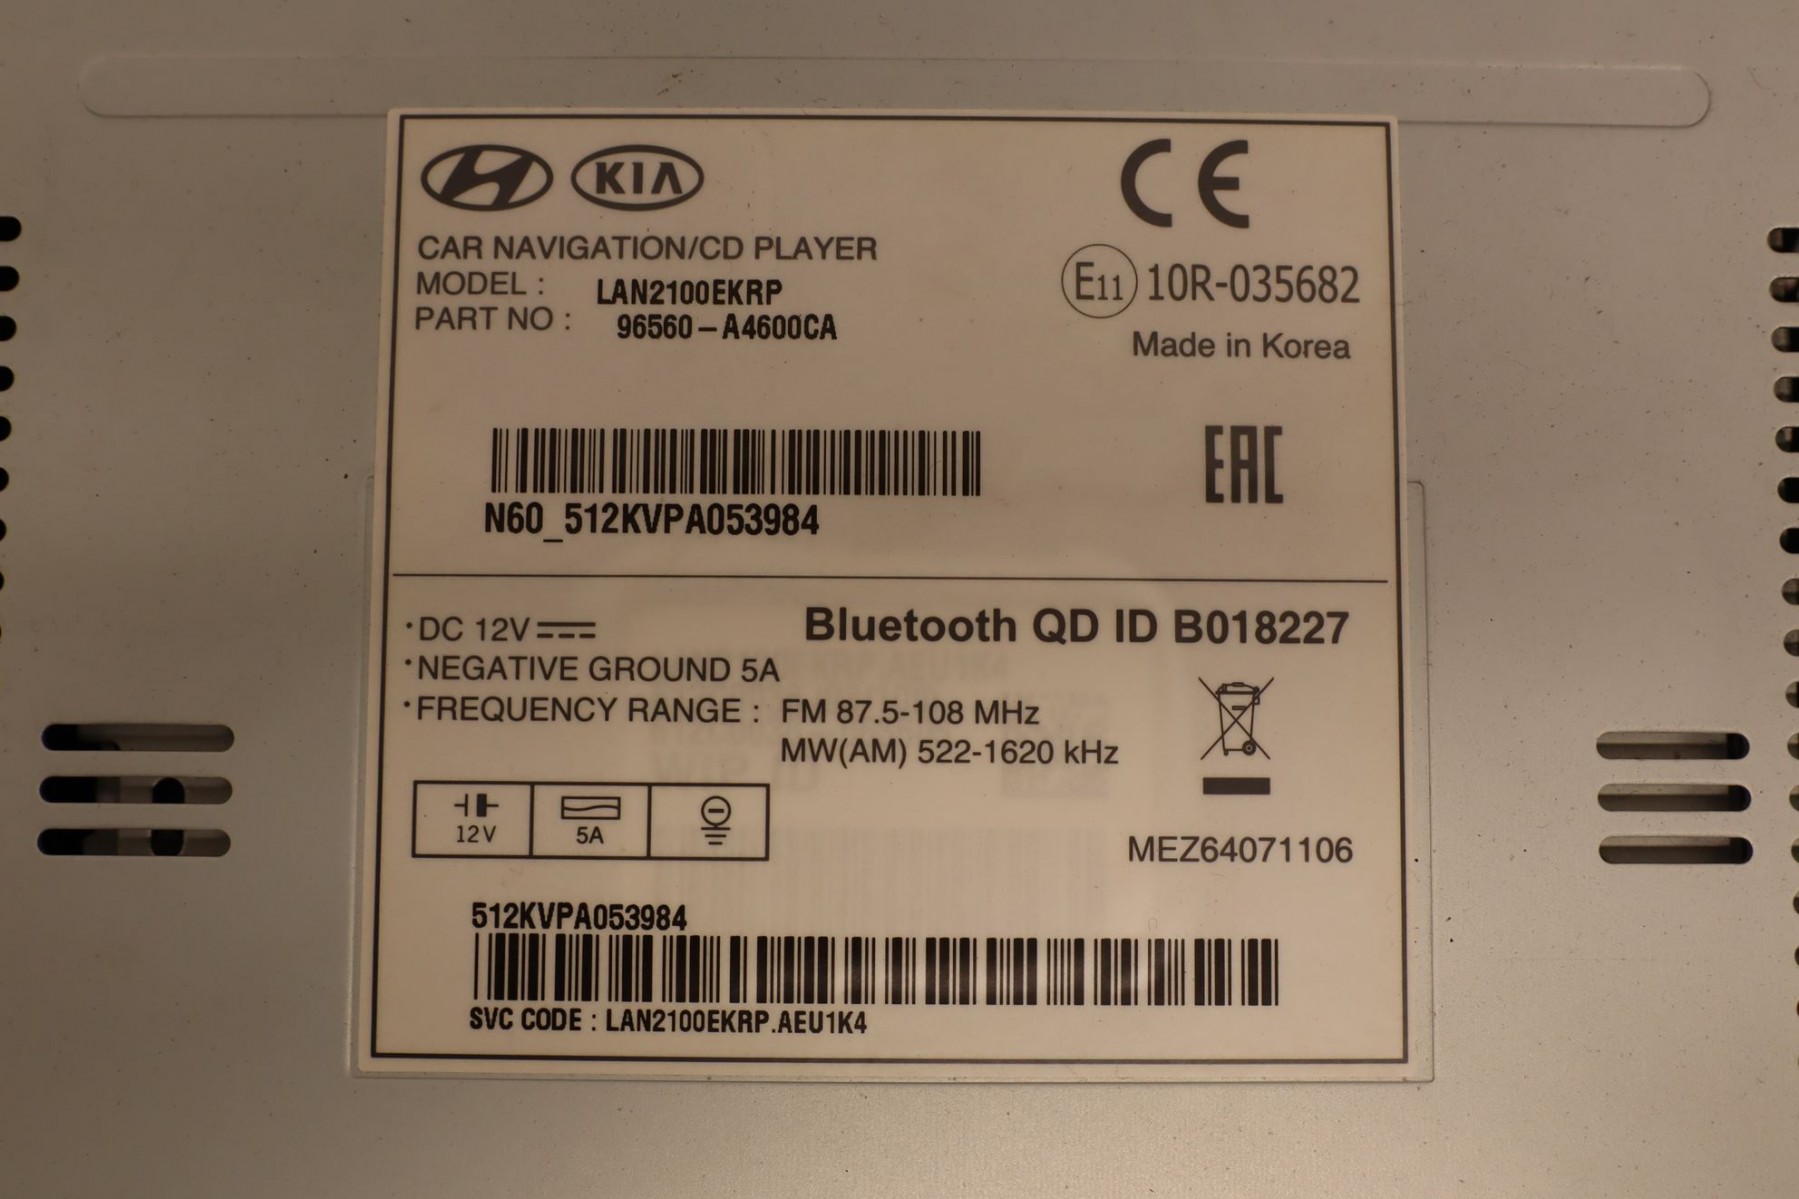 KIA
CAR NAVIGATION/CD PLAYER
MODEL : LAN2100EKRP
PART NO : 96560-A4600CA
CE
E11 10R-035682
Made in Korea
EAC
N60_512KVPA053984
·DC 12V
Bluetooth QD ID B018227
·NEGATIVE GROUND 5A
·FREQUENCY RANGE : FM 87.5-108 MHz
MW(AM) 522-1620 kHz
12V 5A
MEZ64071106
512KVPA053984
SVC CODE : LAN2100EKRP.AEU1K4